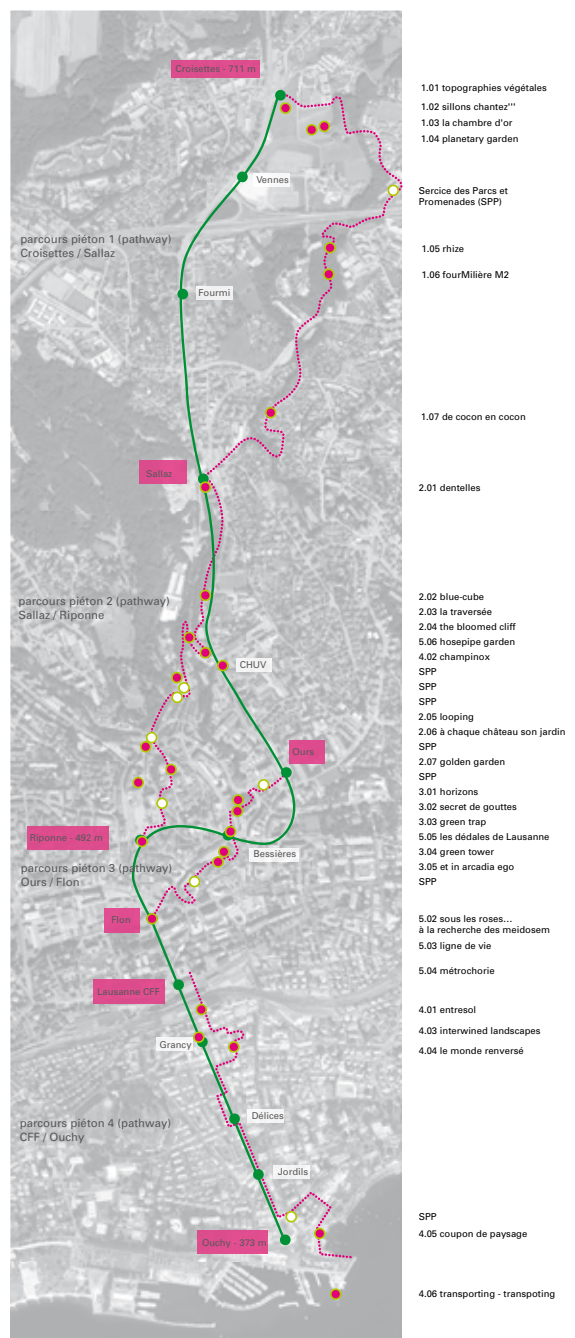 Croisettes - 711 m
Vennes
parcours piéton 1 (pathway)
Croisettes / Sallaz
Fourmi
Sallaz
parcours piéton 2 (pathway)
Sallaz / Riponne
CHUV
Ours
Riponne - 492 m
Bessières
parcours piéton 3 (pathway)
Ours / Flon
Flon
Lausanne CFF
Grancy
parcours piéton 4 (pathway)
CFF / Ouchy
Délices
Jordils
Ouchy - 373 m
1.01 topographies végétales
1.02 sillons chantez'''
1.03 la chambre d'or
1.04 planetary garden
Sercice des Parcs et
Promenades (SPP)
1.05 rhize
1.06 fourMilière M2
1.07 de cocon en cocon
2.01 dentelles
2.02 blue-cube
2.03 la traversée
2.04 the bloomed cliff
5.06 hosepipe garden
4.02 champinox
SPP
SPP
SPP
2.05 looping
2.06 à chaque château son jardin
SPP
2.07 golden garden
SPP
3.01 horizons
3.02 secret de gouttes
3.03 green trap
5.05 les dédales de Lausanne
3.04 green tower
3.05 et in arcadia ego
SPP
5.02 sous les roses...
à la recherche des meidosem
5.03 ligne de vie
5.04 métrochorie
4.01 entresol
4.03 interwined landscapes
4.04 le monde renversé
SPP
4.05 coupon de paysage
4.06 transporting - transpoting